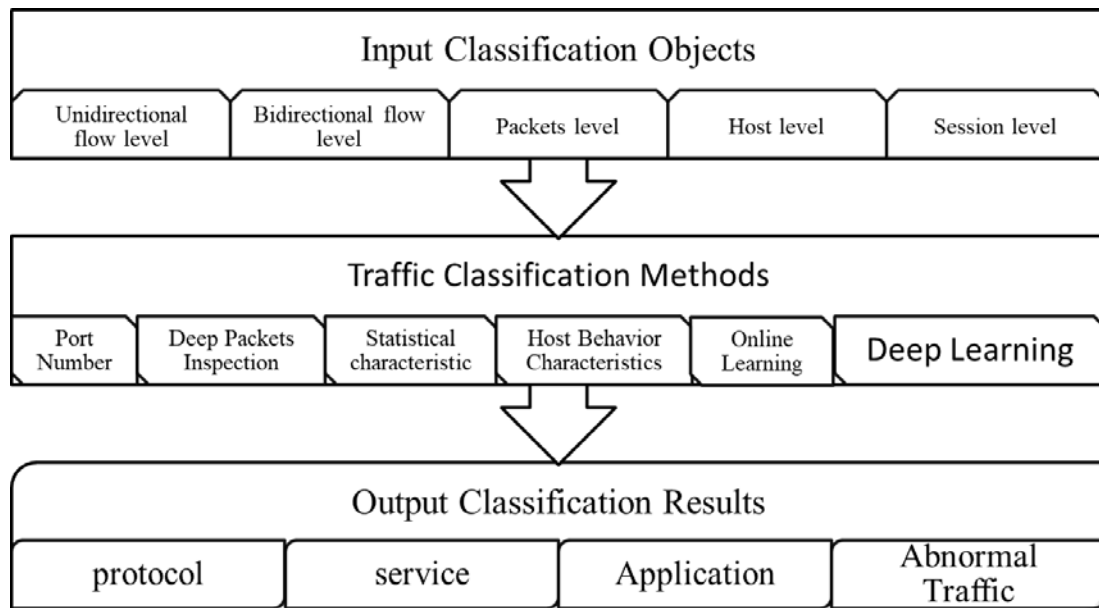 Input Classification Objects
Unidirectional
flow level
Bidirectional flow
level
Packets level
Host level
Session level
Traffic Classification Methods
Port
Number
Deep Packets
Inspection
Statistical
characteristic
Host Behavior
Characteristics
Online
Learning
Deep Learning
Output Classification Results
protocol
service
Application
Abnormal
Traffic